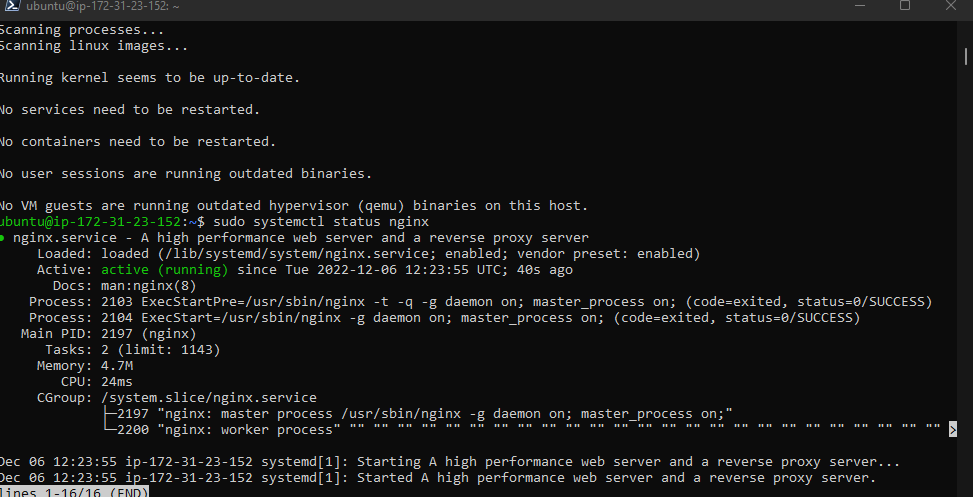 ubuntu@ip-172-31-23-152: ~
Scanning processes...
Scanning linux images...
Running kernel seems to be up-to-date.
No services need to be restarted.
No containers need to be restarted.
No user sessions are running outdated binaries.
No VM guests are running outdated hypervisor (qemu) binaries on this host.
ubuntu@ip-172-31-23-152:~$ sudo systemctl status nginx
● nginx.service - A high performance web server and a reverse proxy server
     Loaded: loaded (/lib/systemd/system/nginx.service; enabled; vendor preset: enabled)
     Active: active (running) since Tue 2022-12-06 12:23:55 UTC; 40s ago
       Docs: man:nginx(8)
    Process: 2103 ExecStartPre=/usr/sbin/nginx -t -q -g daemon on; master_process on; (code=exited, status=0/SUCCESS)
    Process: 2104 ExecStart=/usr/sbin/nginx -g daemon on; master_process on; (code=exited, status=0/SUCCESS)
   Main PID: 2197 (nginx)
      Tasks: 2 (limit: 1143)
     Memory: 4.7M
        CPU: 24ms
     CGroup: /system.slice/nginx.service
             ├─2197 "nginx: master process /usr/sbin/nginx -g daemon on; master_process on;"
             └─2200 "nginx: worker process" "" "" "" "" "" "" "" "" "" "" "" "" "" "" "" "" "" "" "" "" "" "" "" "" "" >
Dec 06 12:23:55 ip-172-31-23-152 systemd[1]: Starting A high performance web server and a reverse proxy server...
Dec 06 12:23:55 ip-172-31-23-152 systemd[1]: Started A high performance web server and a reverse proxy server.
lines 1-16/16 (END)